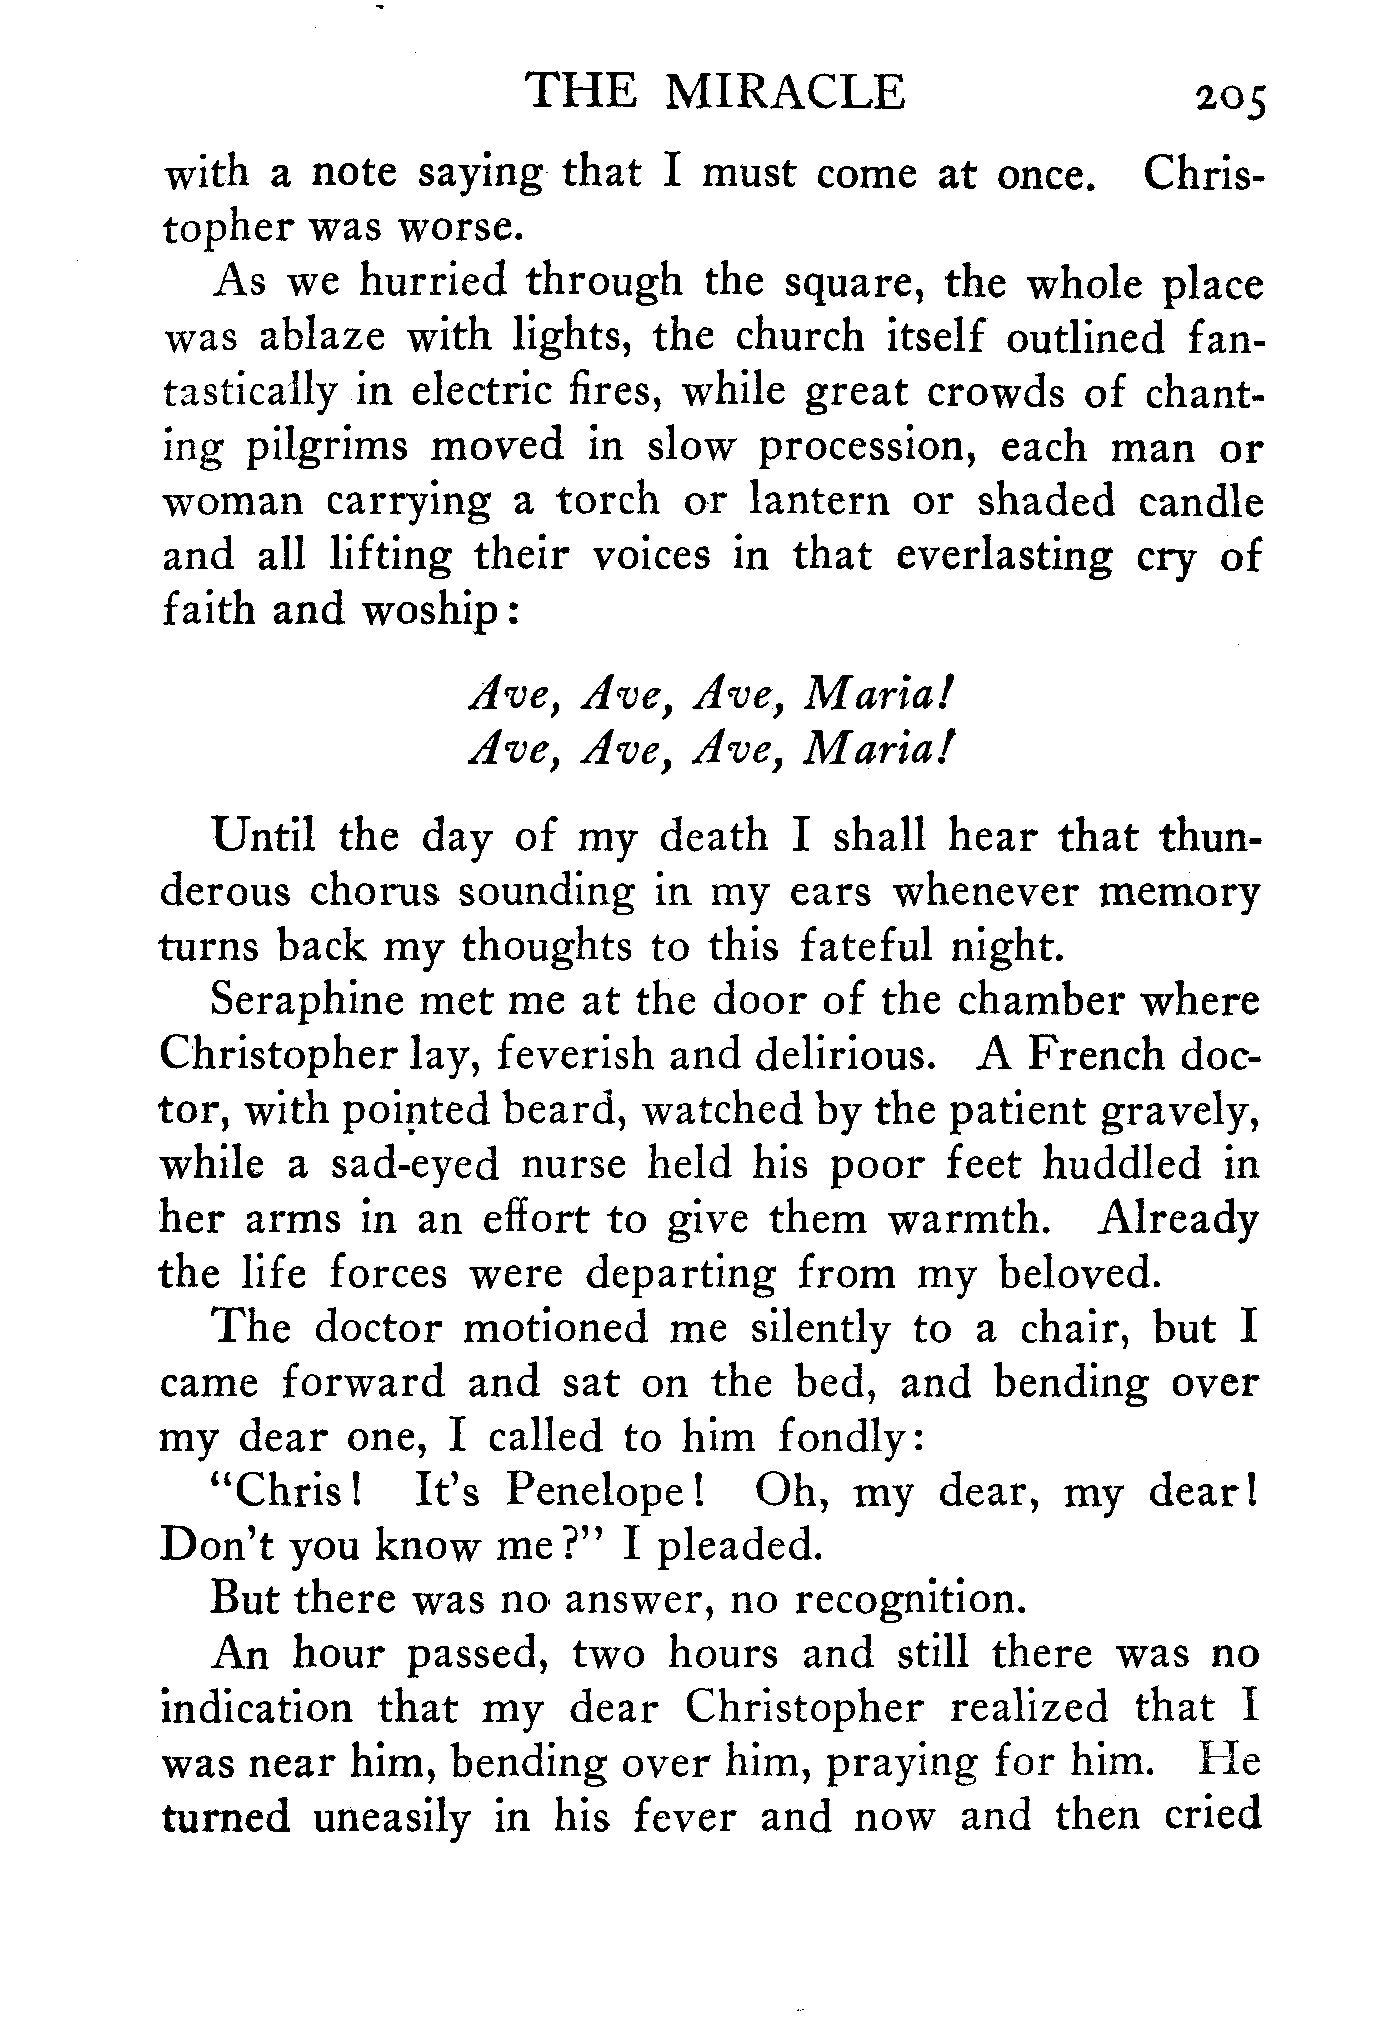 THE MIRACLE 205
with a note saying that I must come at once. Chris-
topher was worse.
As we hurried through the square, the whole place
was ablaze with lights, the church itself outlined fan-
tastically in electric fires, while great crowds of chant-
ing pilgrims moved in slow procession, each man or
woman carrying a torch or lantern or shaded candle
and all lifting their voices in that everlasting cry of
faith and woship:
Ave, Ave, Ave, Maria!
Ave, Ave, Ave, Maria!
Until the day of my death I shall hear that thun-
derous chorus sounding in my ears whenever memory
turns back my thoughts to this fateful night.
Seraphine met me at the door of the chamber where
Christopher lay, feverish and delirious. A French doc-
tor, with pointed beard, watched by the patient gravely,
while a sad-eyed nurse held his poor feet huddled in
her arms in an effort to give them warmth. Already
the life forces were departing from my beloved.
The doctor motioned me silently to a chair, but I
came forward and sat on the bed, and bending over
my dear one, I called to him fondly:
"Chris! It's Penelope! Oh, my dear, my dear!
Don't you know me?" I pleaded.
But there was no answer, no recognition.
An hour passed, two hours and still there was no
indication that my dear Christopher realized that I
was near him, bending over him, praying for him. He
turned uneasily in his fever and now and then cried